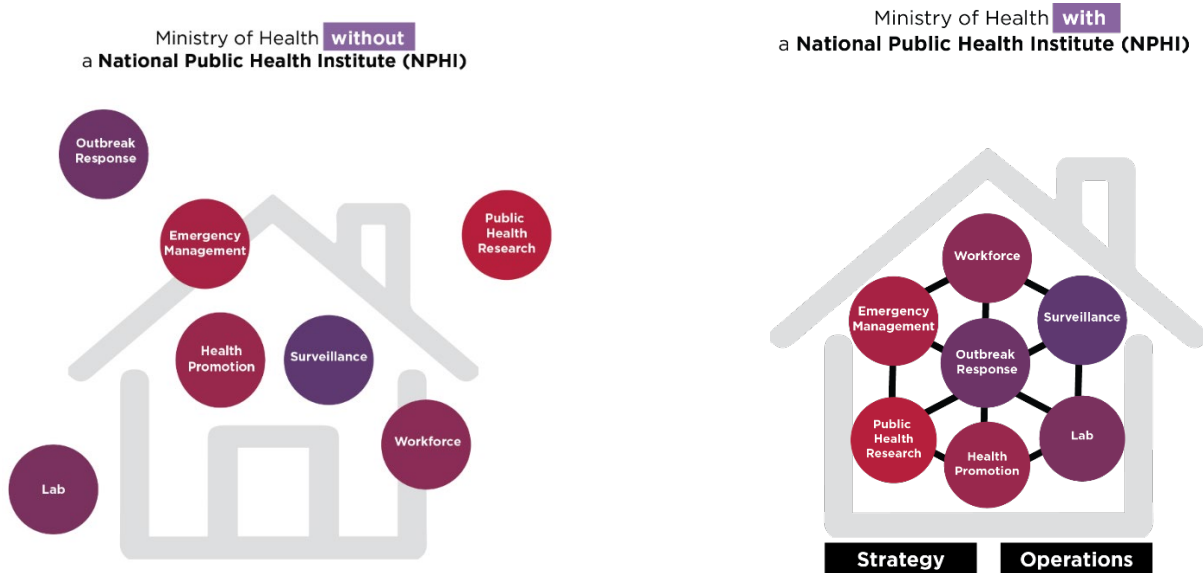 Ministry of Health without
a National Public Health Institute (NPHI)
Outbreak
Response
Emergency
Management
Public
Health
Research
Health
Promotion
Surveillance
Workforce
Lab
Ministry of Health with
a National Public Health Institute (NPHI)
Workforce
Emergency
Management
Surveillance
Outbreak
Response
Public
Health
Research
Health
Promotion
Lab
Strategy
Operations